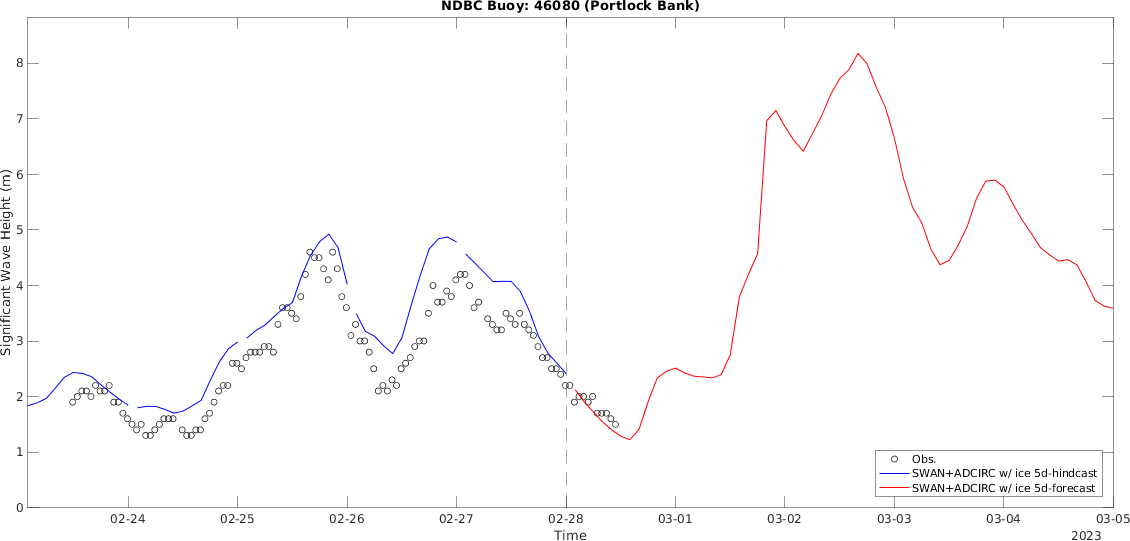 NDBC Buoy: 46080 (Portlock Bank)
Significant Wave Height (m)
8
7
6
5
4
3
2
1
0
Obs.
SWAN+ADCIRC w/ ice 5d-hindcast
SWAN+ADCIRC w/ ice 5d-forecast
02-24 02-25 02-26 02-27 02-28 03-01 03-02 03-03 03-04 03-05
Time 2023